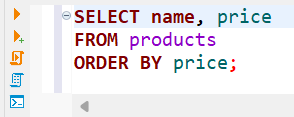 SELECT name, price
FROM products
ORDER BY price;